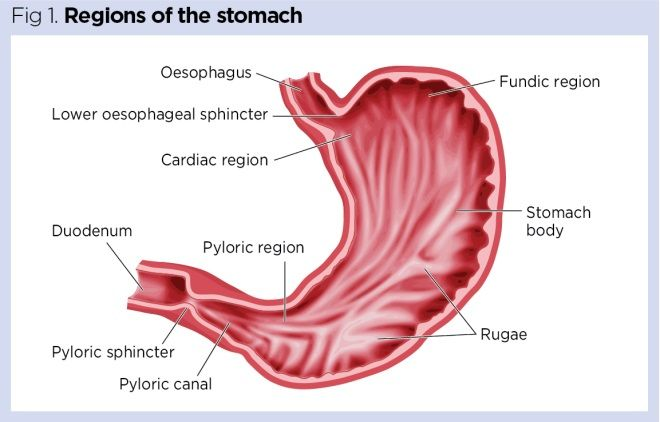 Fig 1. Regions of the stomach
Oesophagus
Fundic region
Lower oesophageal sphincter
Cardiac region
Stomach
body
Duodenum
Pyloric region
Rugae
Pyloric sphincter
Pyloric canal